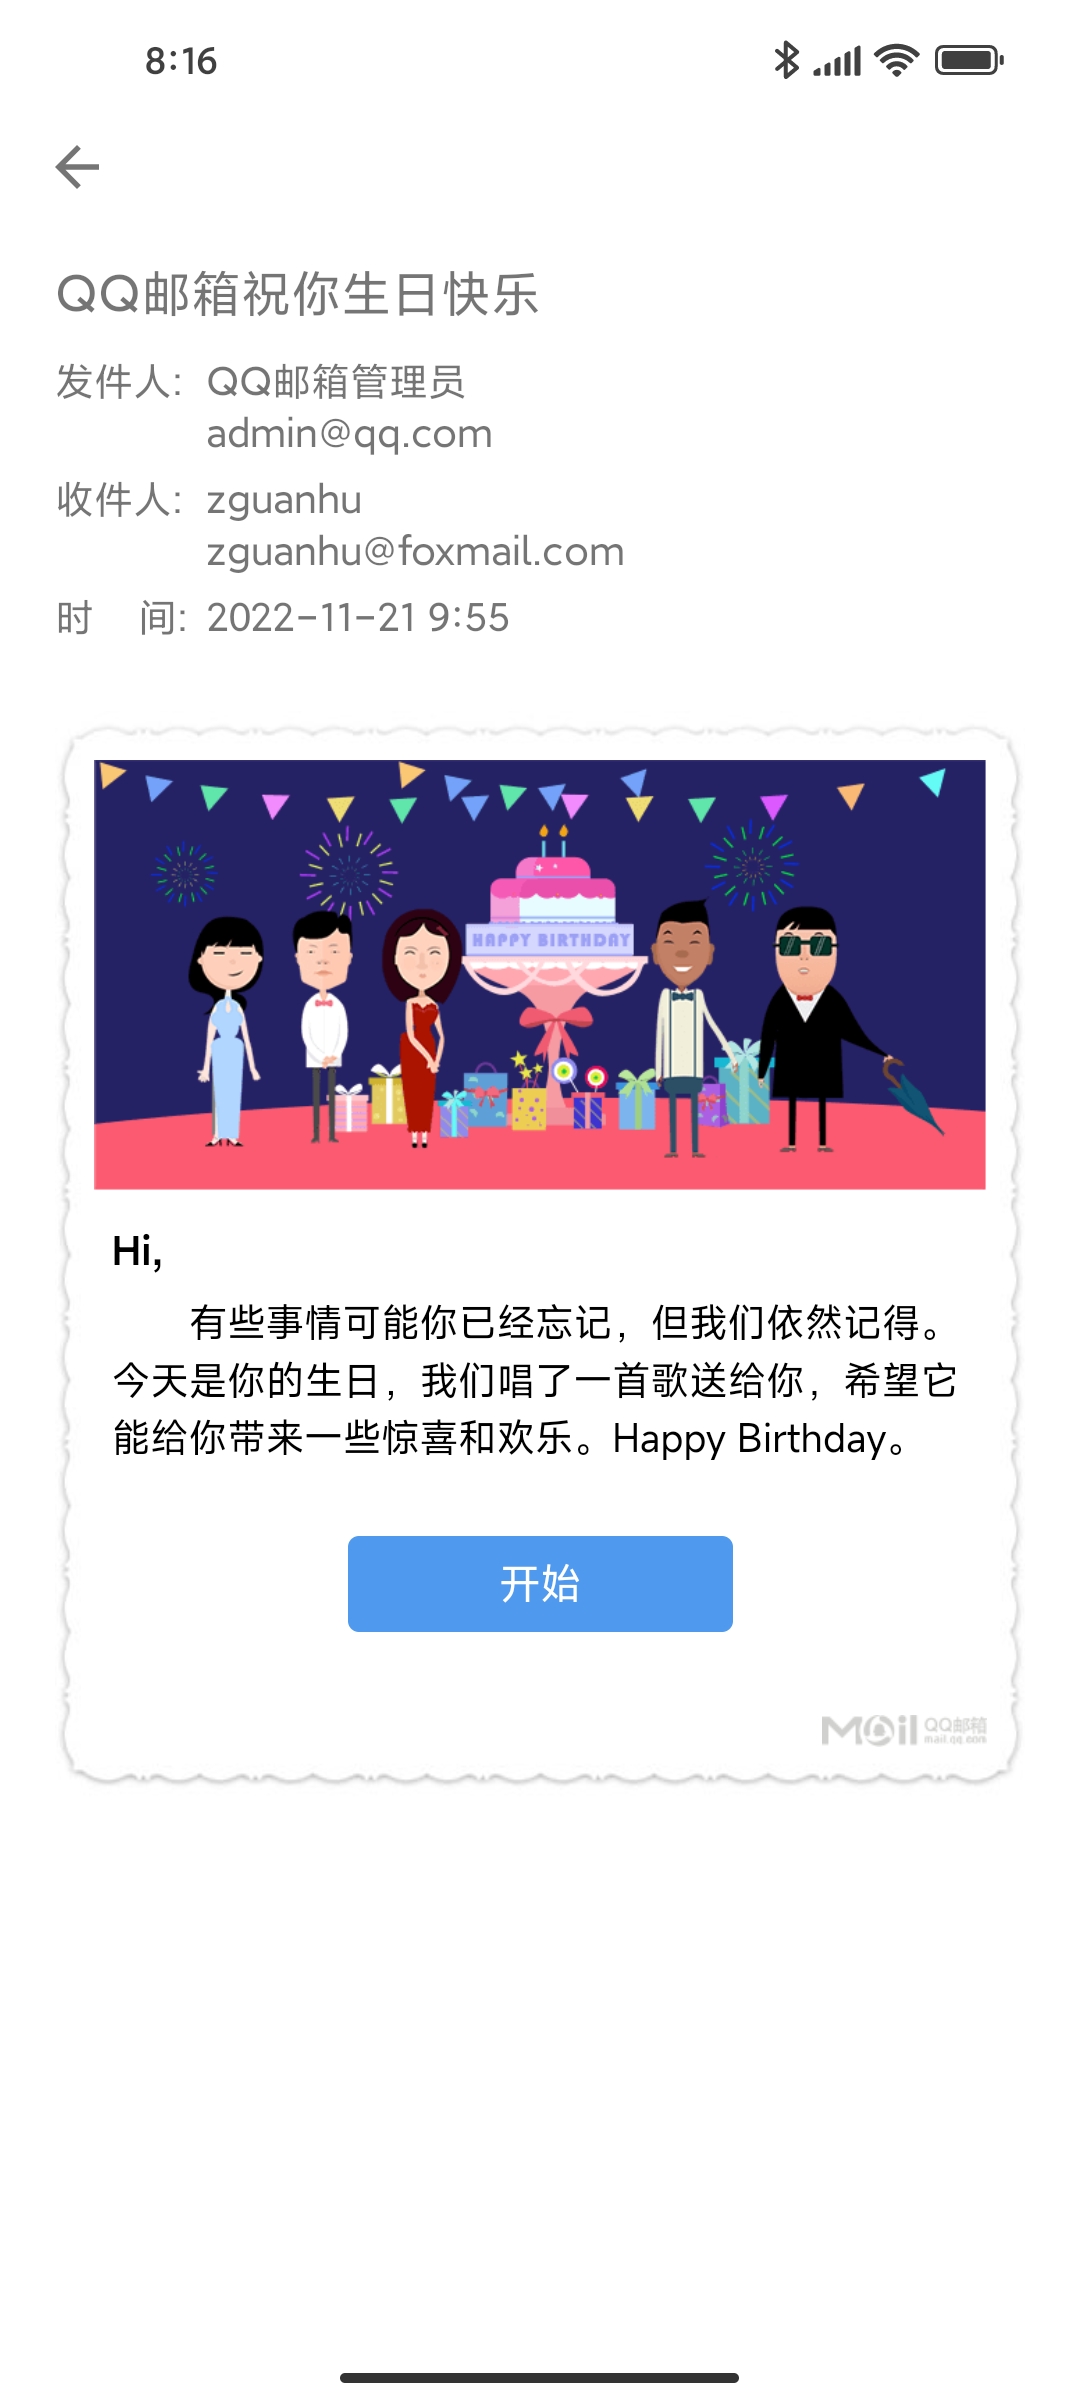 8:16
QQ邮箱祝你生日快乐
发件人: QQ邮箱管理员
admin@qq.com
收件人: zguanhu
zguanhu@foxmail.com
时 间: 2022-11-21 9:55
HAPPY BIRTHDAY
Hi,
有些事情可能你已经忘记，但我们依然记得。
今天是你的生日，我们唱了一首歌送给你，希望它
能给你带来一些惊喜和欢乐。Happy Birthday。
开始
Mail QQ邮箱
mail.qq.com